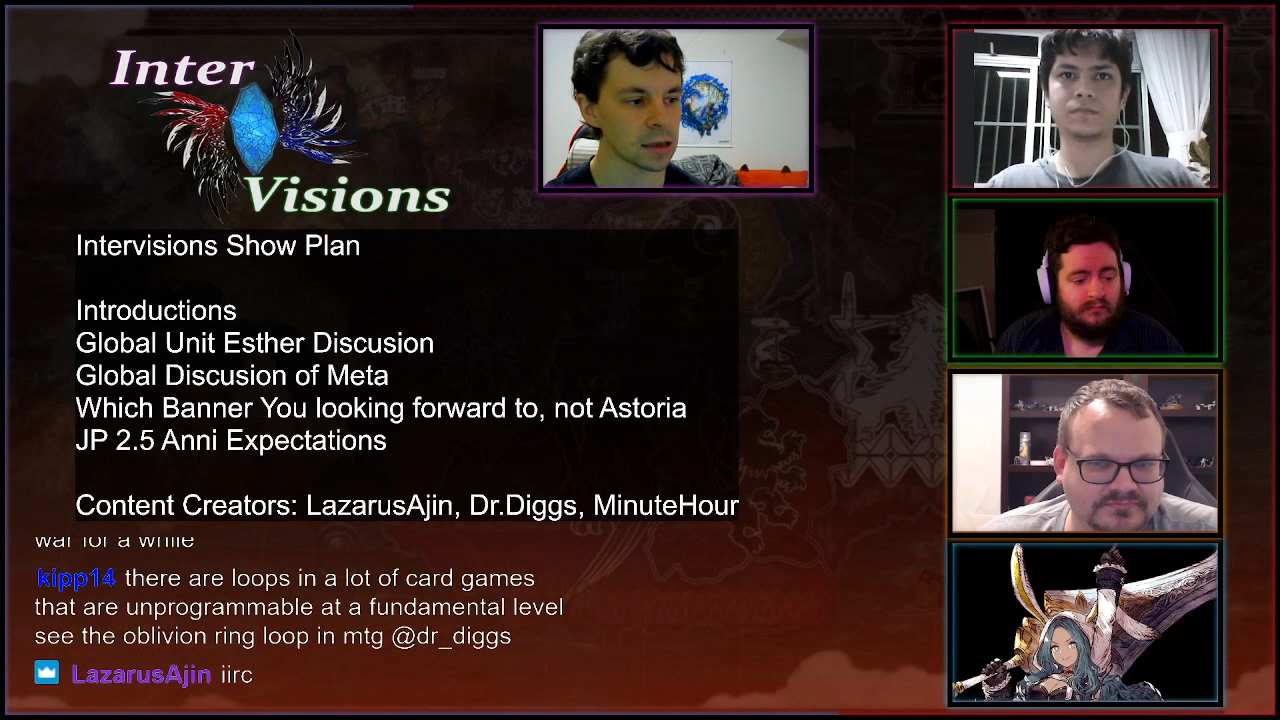 Inter
Visions
Intervisions Show Plan
Introductions
Global Unit Esther Discusion
Global Discusion of Meta
Which Banner You looking forward to, not Astoria
JP 2.5 Anni Expectations
Content Creators: LazarusAjin, Dr.Diggs, MinuteHour
war for a while
kipp14 there are loops in a lot of card games
that are unprogrammable at a fundamental level
see the oblivion ring loop in mtg @dr_diggs
LazarusAjin iirc